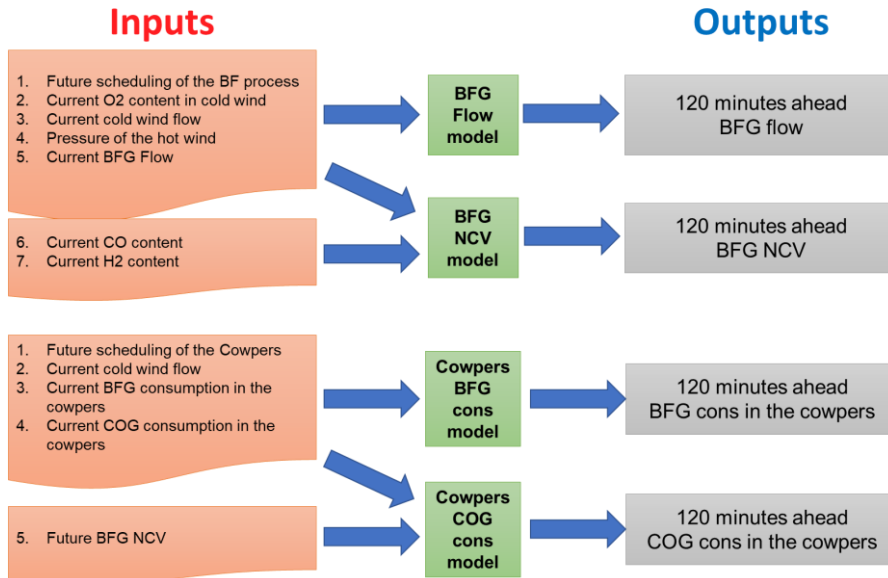 Inputs
Outputs
1. Future scheduling of the BF process
2. Current O2 content in cold wind
3. Current cold wind flow
4. Pressure of the hot wind
5. Current BFG Flow
BFG
Flow
model
120 minutes ahead
BFG flow
6. Current CO content
7. Current H2 content
BFG
NCV
model
120 minutes ahead
BFG NCV
1. Future scheduling of the Cowpers
2. Current cold wind flow
3. Current BFG consumption in the
cowpers
4. Current COG consumption in the
cowpers
Cowpers
BFG
cons
model
120 minutes ahead
BFG cons in the cowpers
5. Future BFG NCV
Cowpers
COG
cons
model
120 minutes ahead
COG cons in the cowpers